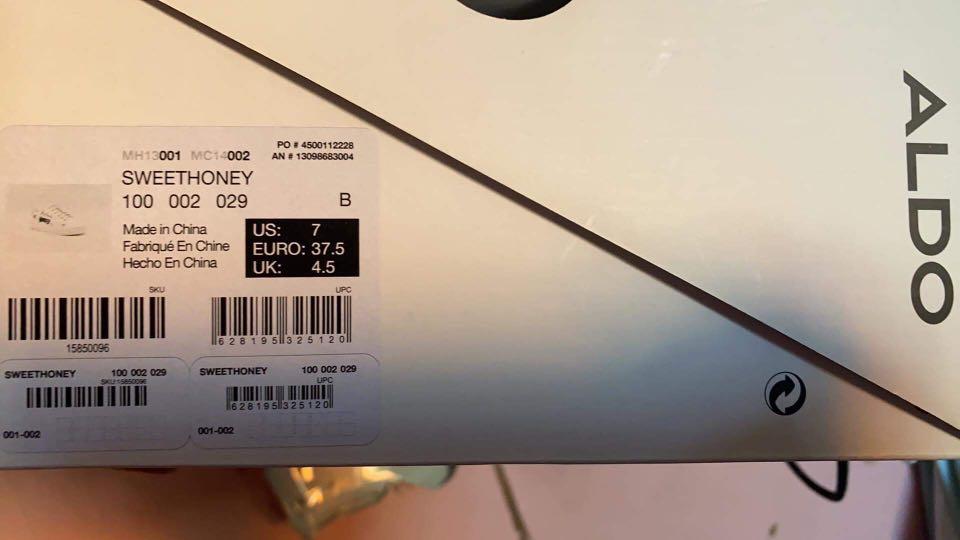 MH13001 MC14002
PO # 4500112228
AN # 13098683004
SWEETHONEY
100 002 029 B
Made in China
Fabriqué En Chine
Hecho En China
US: 7
EURO: 37.5
UK: 4.5
SKU
15850096
UPC
628195 325120
SWEETHONEY 100 002 029
SKU:15850096
001-002
SWEETHONEY 100 002 029
UPC
628195 325120
001-002
ALDO